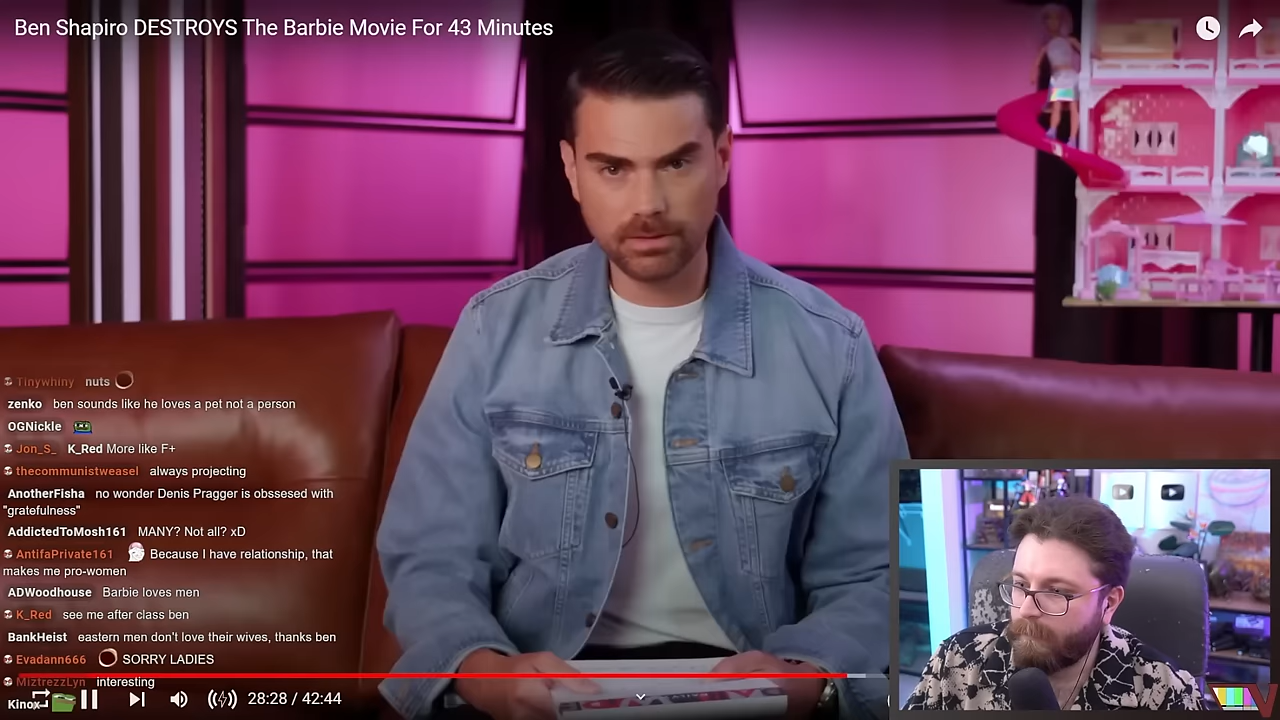 Ben Shapiro DESTROYS The Barbie Movie For 43 Minutes
Tinywhiny nuts
zenko ben sounds like he loves a pet not a person
OGNickle
Jon_S_ K_Red More like F+
thecommunistweasel always projecting
AnotherFisha no wonder Denis Pragger is obssesed with
"gratefulness"
AddictedToMosh161 MANY? Not all? xD
AntifaPrivate161 Because I have relationship, that
makes me pro-women
ADWoodhouse Barbie loves men
K_Red see me after class ben
BankHeist eastern men don't love their wives, thanks ben
Evadann666 SORRY LADIES
MiztrezzLyn interesting
Kinox
28:28 / 42:44